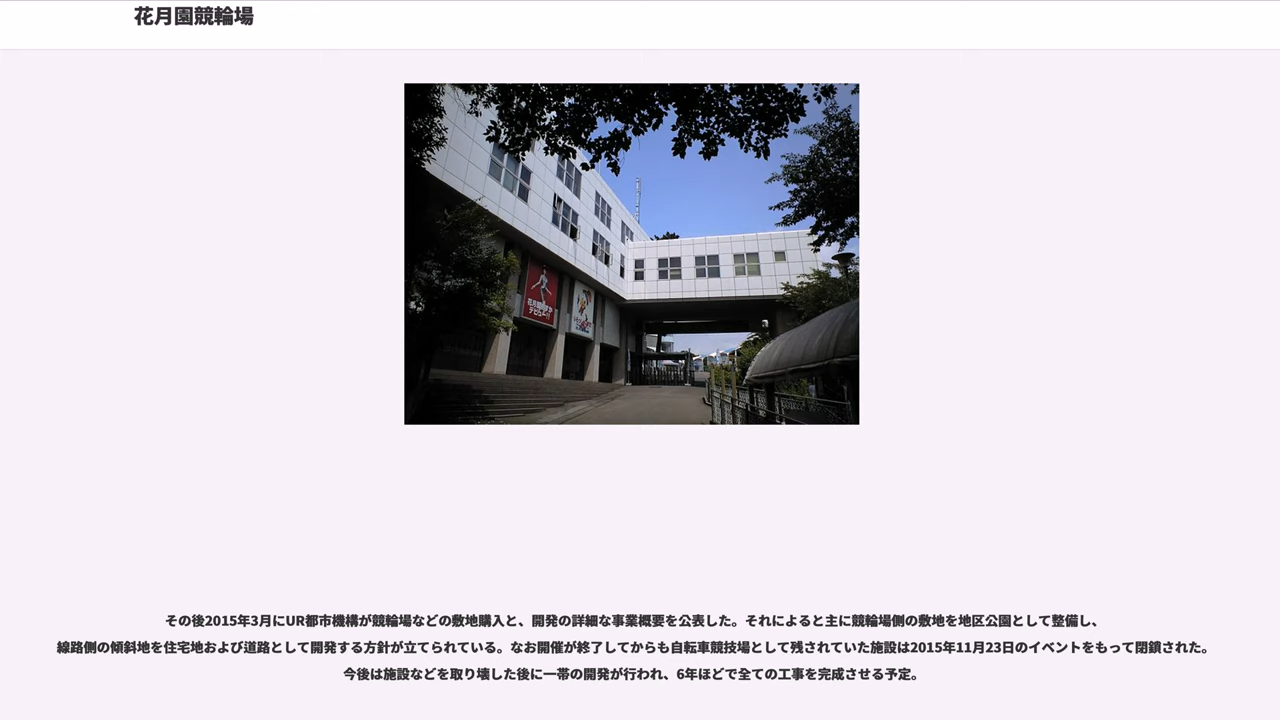 花月園競輪場
その後2015年3月にUR都市機構が競輪場などの敷地購入と、開発の詳細な事業概要を公表した。それによると主に競輪場側の敷地を地区公園として整備し、
線路側の傾斜地を住宅地および道路として開発する方針が立てられている。なお開催が終了してからも自転車競技場として残されていた施設は2015年11月23日のイベントをもって閉鎖された。
今後は施設などを取り壊した後に一帯の開発が行われ、6年ほどで全ての工事を完成させる予定。